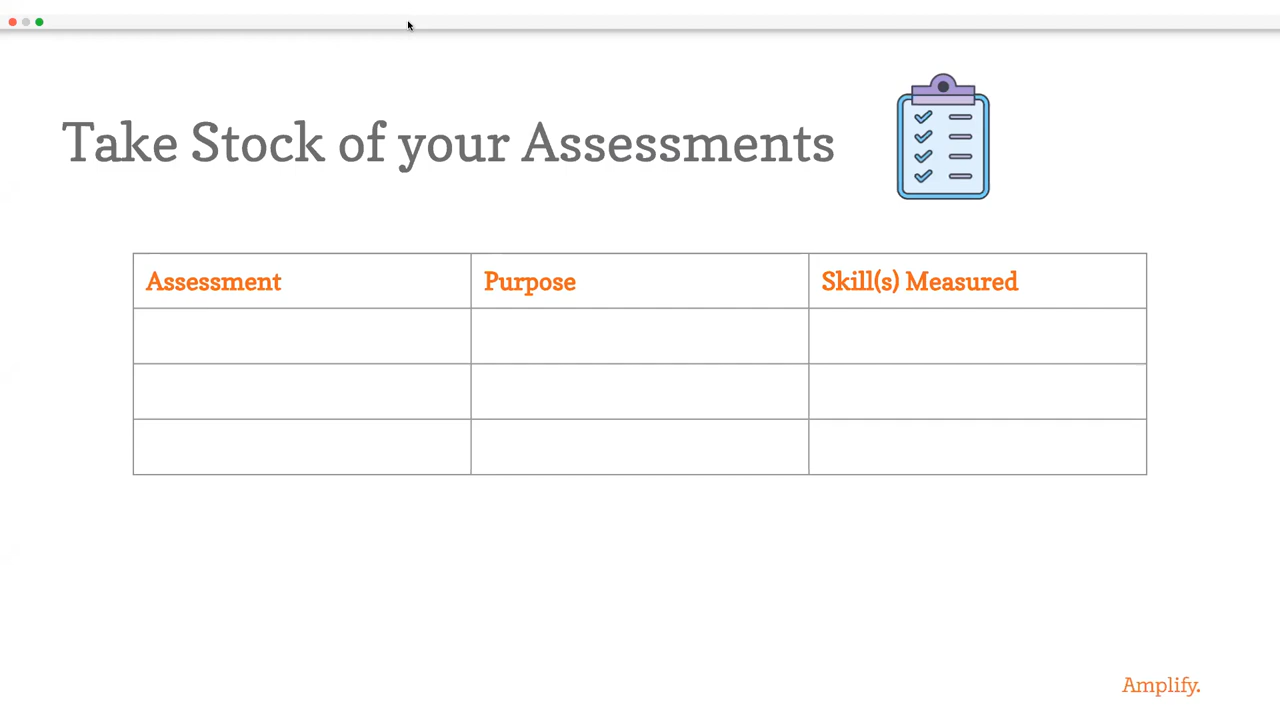 Take Stock of your Assessments
Assessment Purpose Skill(s) Measured
Amplify.